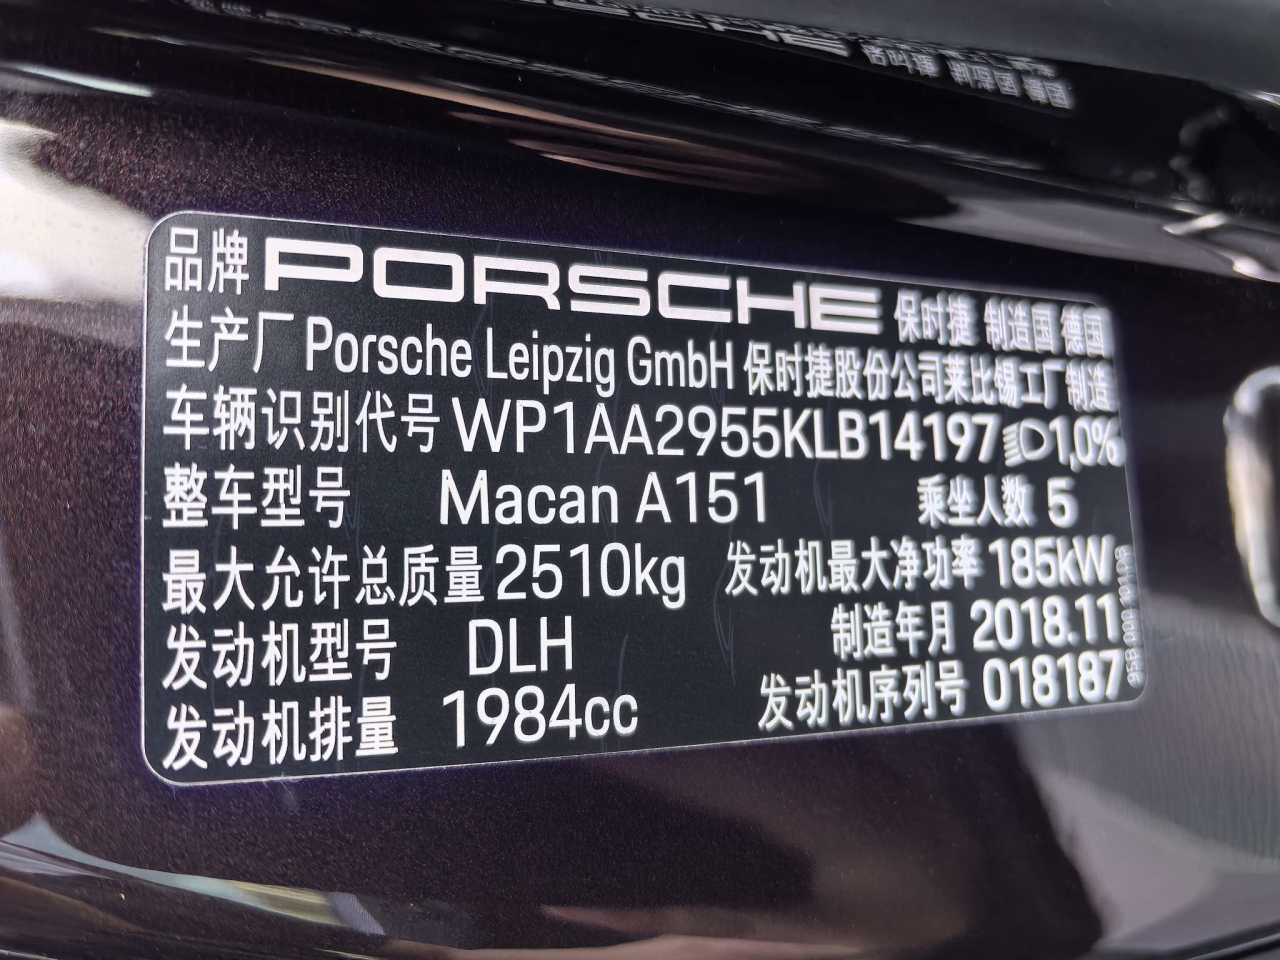 品牌 PORSCHE 保时捷 制造国 德国
生产厂 Porsche Leipzig GmbH 保时捷股份公司莱比锡工厂制造
车辆识别代号 WP1AA2955KLB14197 1,0%
整车型号 Macan A151 乘坐人数 5
最大允许总质量 2510kg 发动机最大净功率 185kW
发动机型号 DLH 制造年月 2018.11
发动机排量 1984cc 发动机序列号 018187